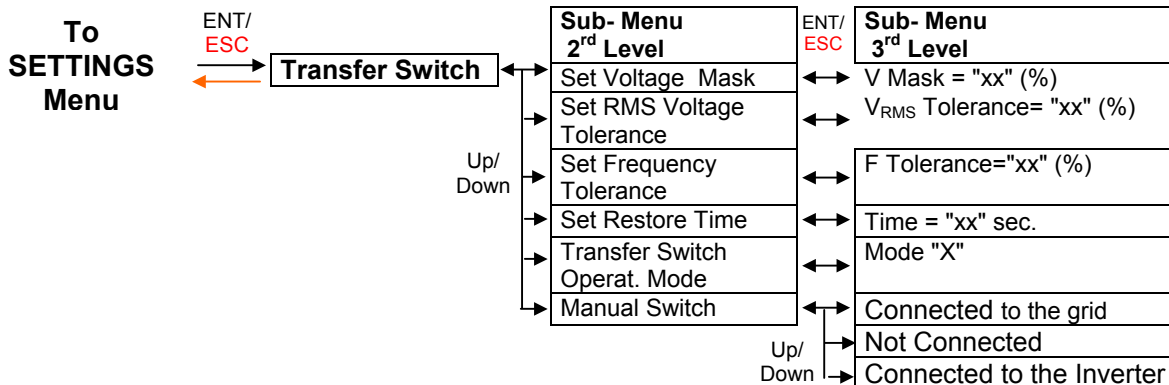 To
SETTINGS
Menu
ENT/
ESC
Transfer Switch
Up/
Down
Sub- Menu
2rd Level
ENT/
ESC
Sub- Menu
3rd Level
Set Voltage Mask
V Mask = "xx" (%)
Set RMS Voltage
Tolerance
VRMS Tolerance= "xx" (%)
Set Frequency
Tolerance
F Tolerance="xx" (%)
Set Restore Time
Time = "xx" sec.
Transfer Switch
Operat. Mode
Mode "X"
Manual Switch
Connected to the grid
Up/
Down
Not Connected
Connected to the Inverter